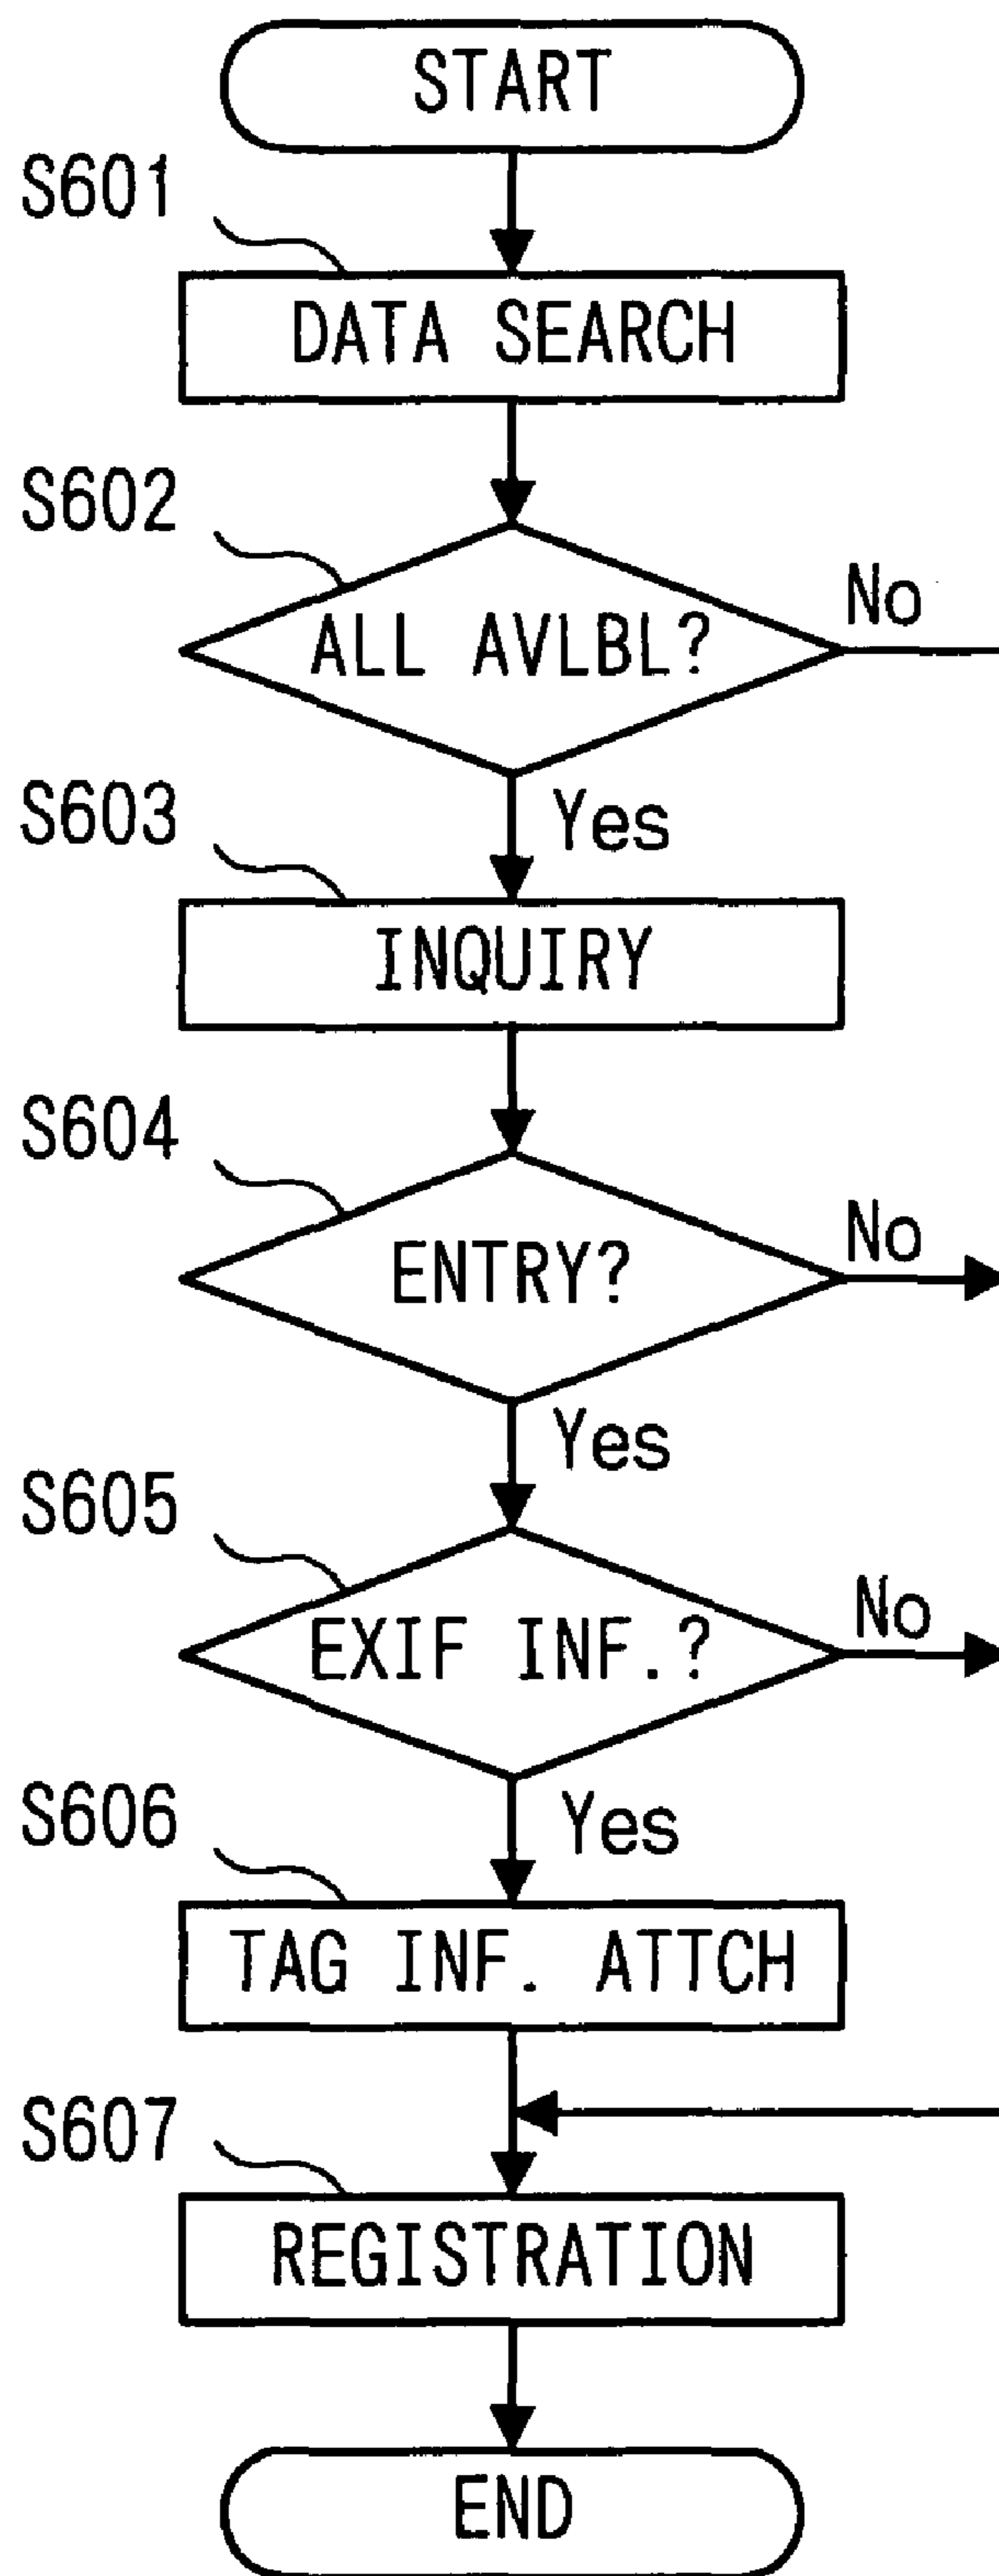 START
S601
DATA SEARCH
S602
ALL AVLBL?
No
Yes
S603
INQUIRY
S604
ENTRY?
No
Yes
S605
EXIF INF.?
No
Yes
S606
TAG INF. ATTCH
S607
REGISTRATION
END